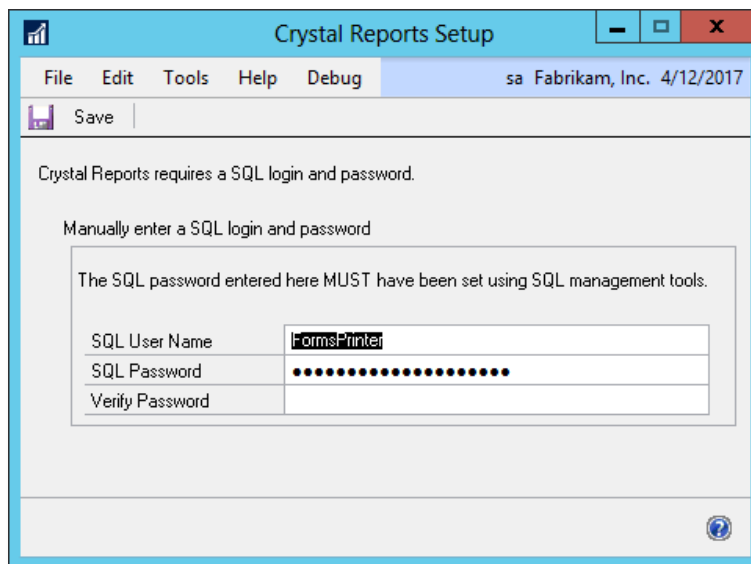 Crystal Reports Setup
File Edit Tools Help Debug sa Fabrikam, Inc. 4/12/2017
Save
Crystal Reports requires a SQL login and password.
Manually enter a SQL login and password
The SQL password entered here MUST have been set using SQL management tools.
SQL User Name FormsPrinter
SQL Password ••••••••••••••••••••
Verify Password